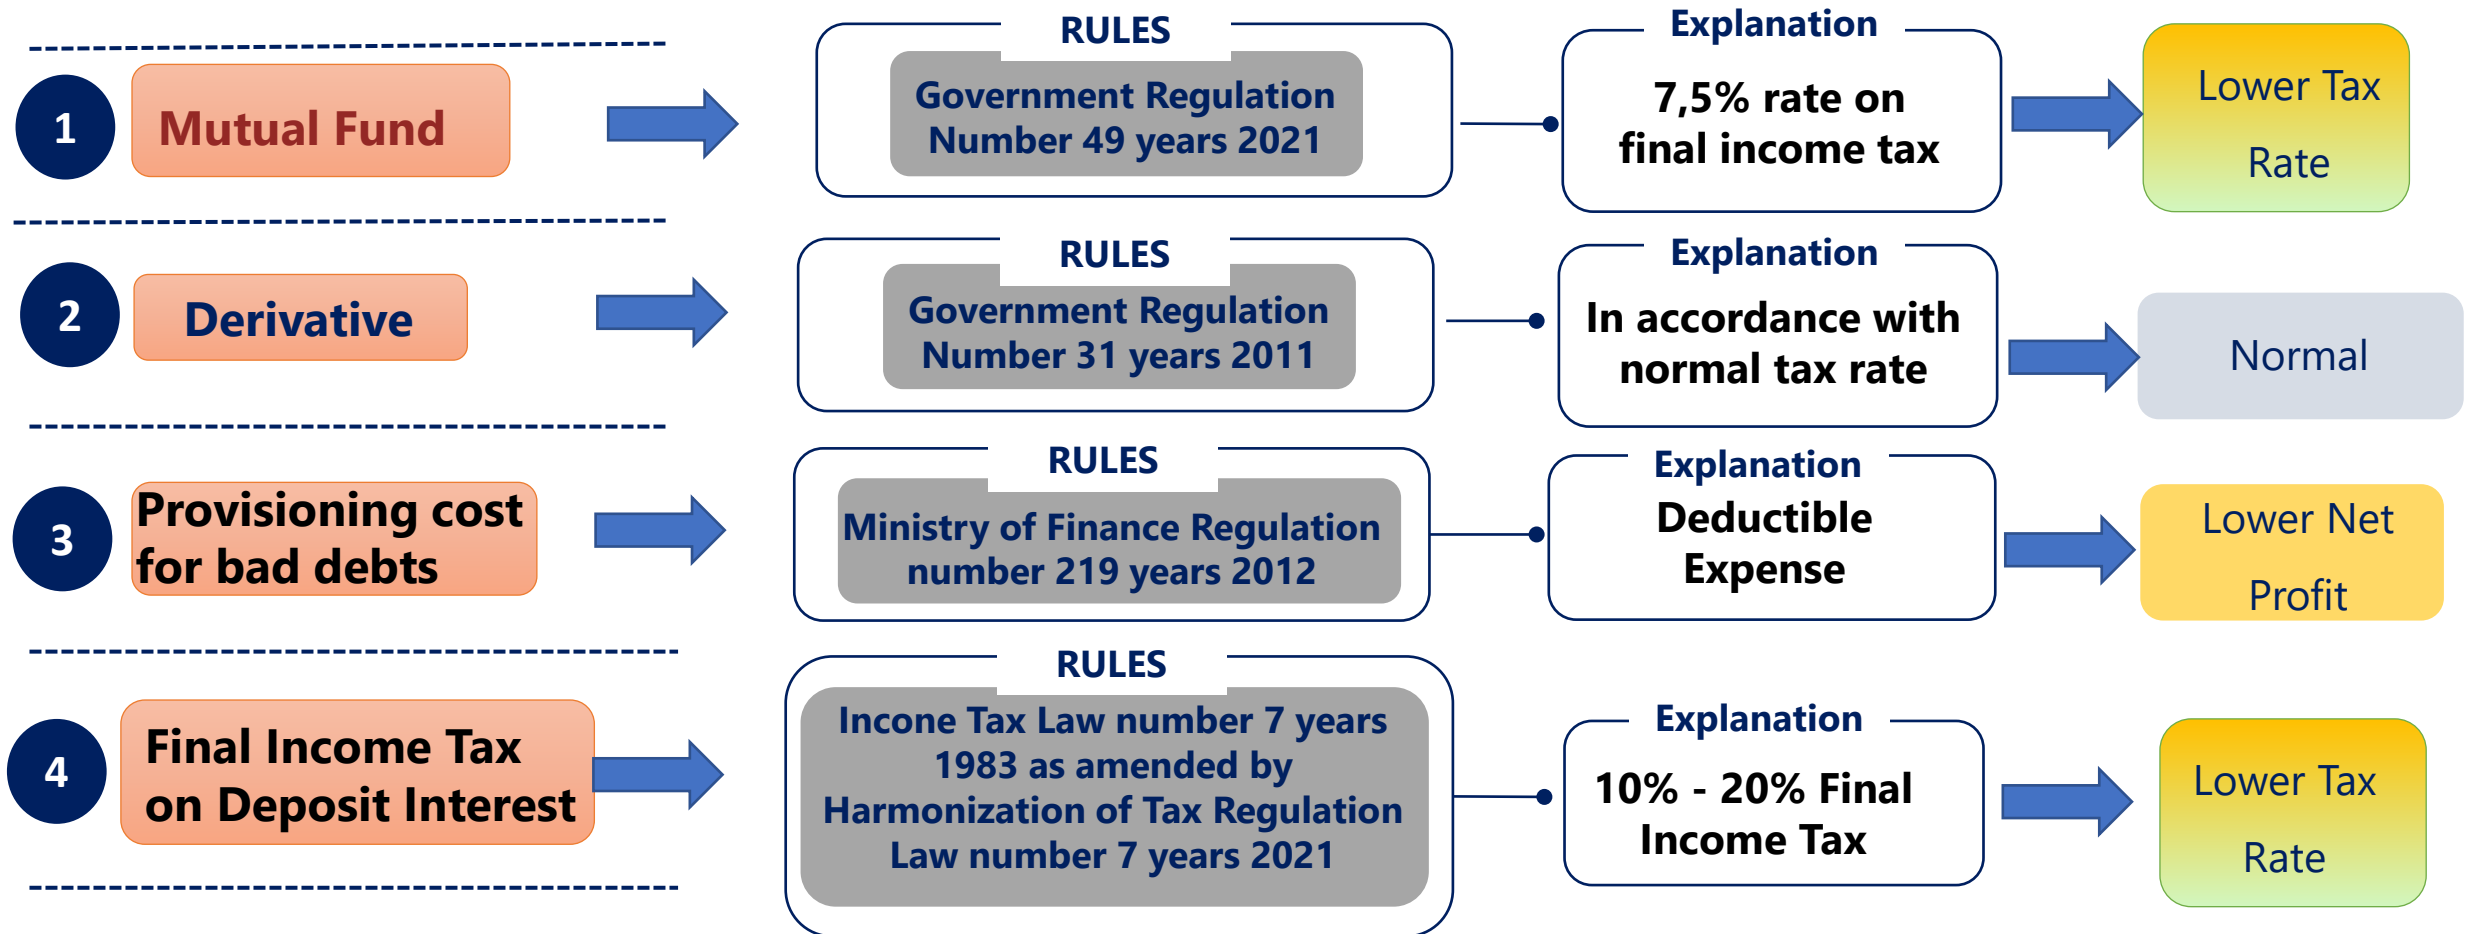 1
Mutual Fund
RULES
Government Regulation
Number 49 years 2021
Explanation
7,5% rate on
final income tax
Lower Tax
Rate
2
Derivative
RULES
Government Regulation
Number 31 years 2011
Explanation
In accordance with
normal tax rate
Normal
3
Provisioning cost
for bad debts
RULES
Ministry of Finance Regulation
number 219 years 2012
Explanation
Deductible
Expense
Lower Net
Profit
4
Final Income Tax
on Deposit Interest
RULES
Incone Tax Law number 7 years
1983 as amended by
Harmonization of Tax Regulation
Law number 7 years 2021
Explanation
10% - 20% Final
Income Tax
Lower Tax
Rate